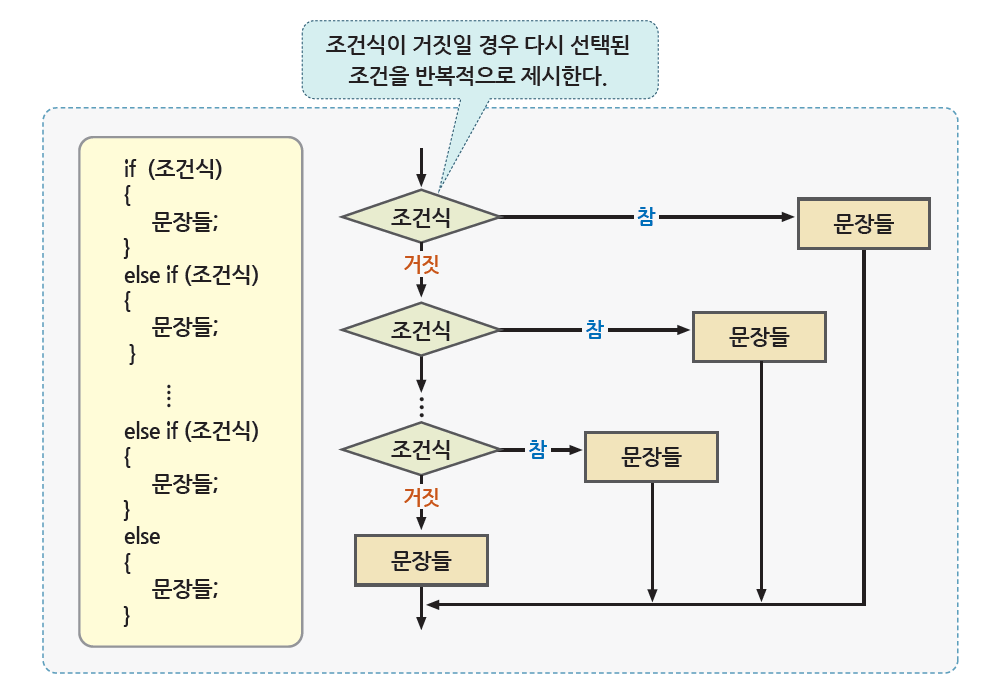 조건식이 거짓일 경우 다시 선택된
조건을 반복적으로 제시한다.
if (조건식)
{
문장들;
}
else if (조건식)
{
문장들;
}
⋮
else if (조건식)
{
문장들;
}
else
{
문장들;
}
조건식
참
문장들
거짓
조건식
참
문장들
⋮
조건식
참
문장들
거짓
문장들